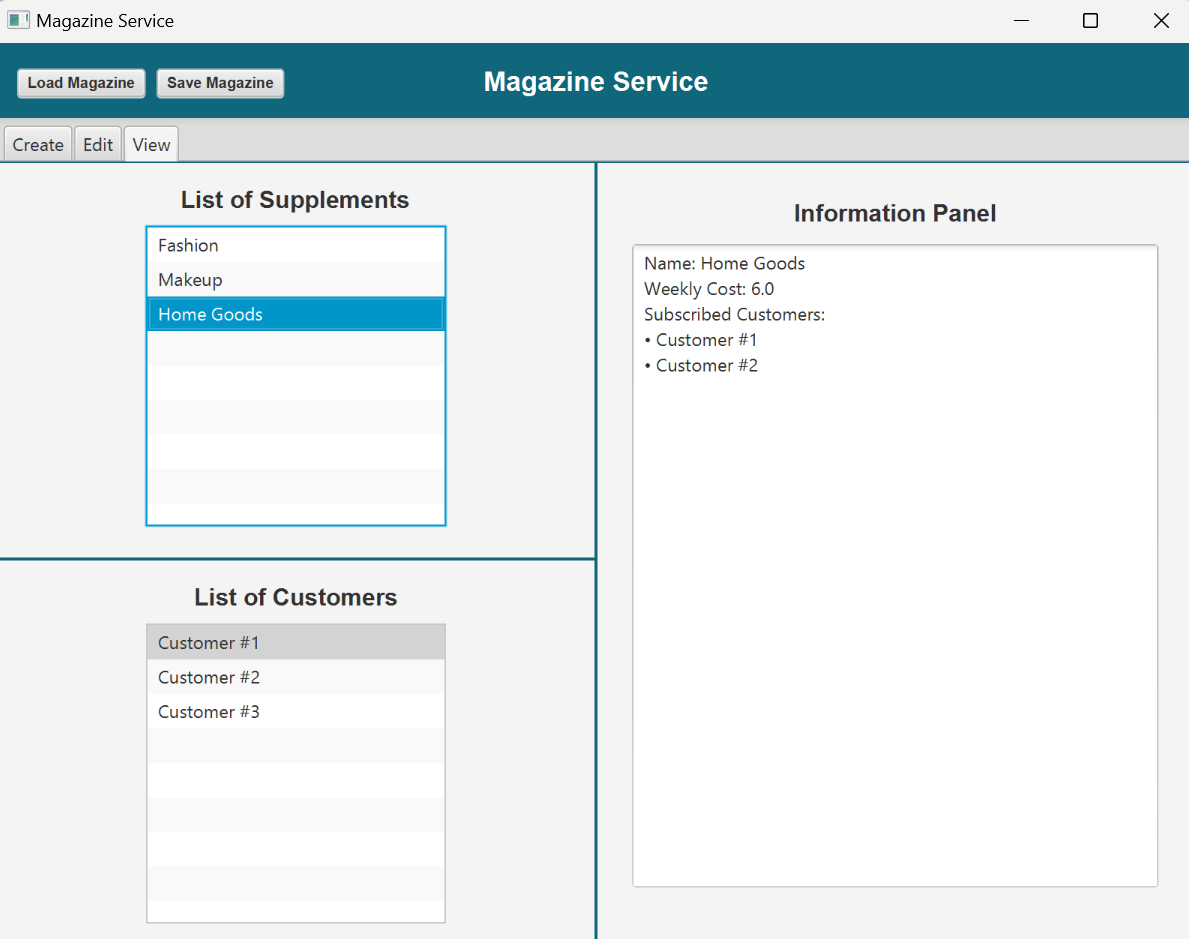 Magazine Service
Load Magazine Save Magazine Magazine Service
Create Edit View
List of Supplements
Fashion
Makeup
Home Goods
List of Customers
Customer #1
Customer #2
Customer #3
Information Panel
Name: Home Goods
Weekly Cost: 6.0
Subscribed Customers:
• Customer #1
• Customer #2